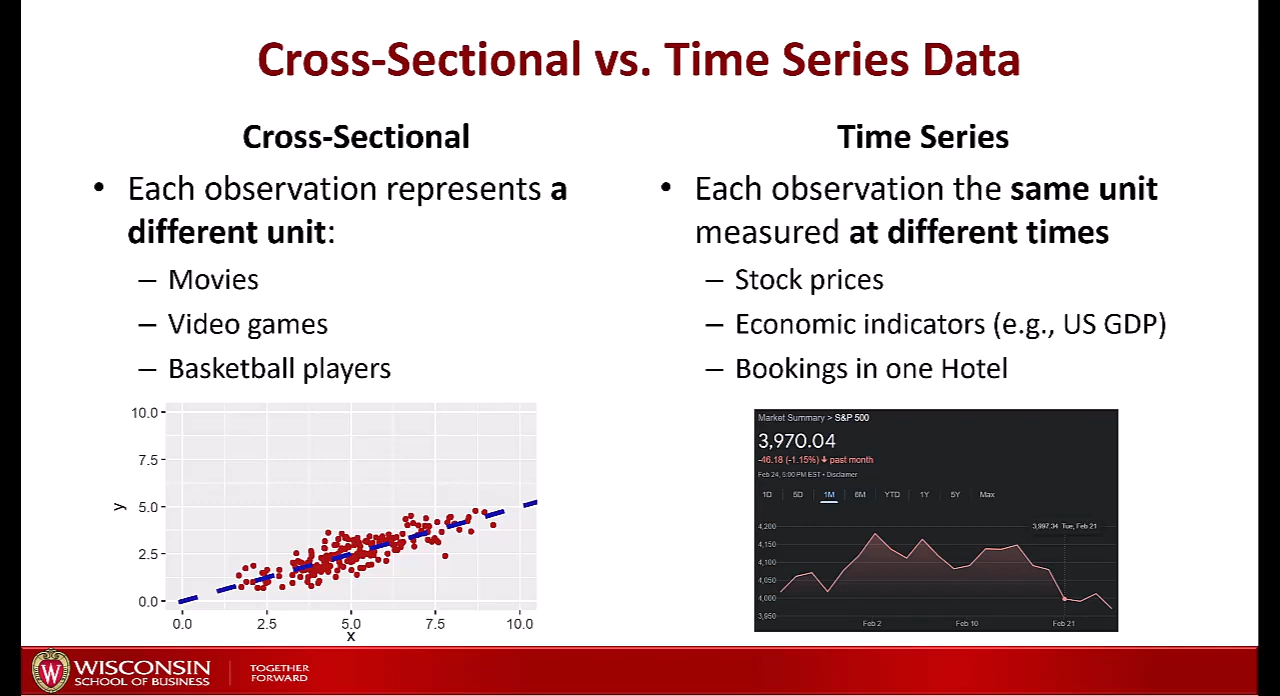 Cross-Sectional vs. Time Series Data
Cross-Sectional
• Each observation represents a
different unit:
– Movies
– Video games
– Basketball players
10.0
7.5
5.0
2.5
0.0
y
0.0 2.5 5.0 7.5 10.0
x
Time Series
• Each observation the same unit
measured at different times
– Stock prices
– Economic indicators (e.g., US GDP)
– Bookings in one Hotel
Market Summary > S&P 500
3,970.04
-46.18 (-1.15%) ↓ past month
Feb 24, 5:00 PM EST • Disclaimer
1D 5D 1M 6M YTD 1Y 5Y Max
3,997.34 Tue, Feb 21
4,200
4,150
4,100
4,050
4,000
3,950
Feb 2 Feb 10 Feb 21
W
WISCONSIN
SCHOOL OF BUSINESS
TOGETHER
FORWARD